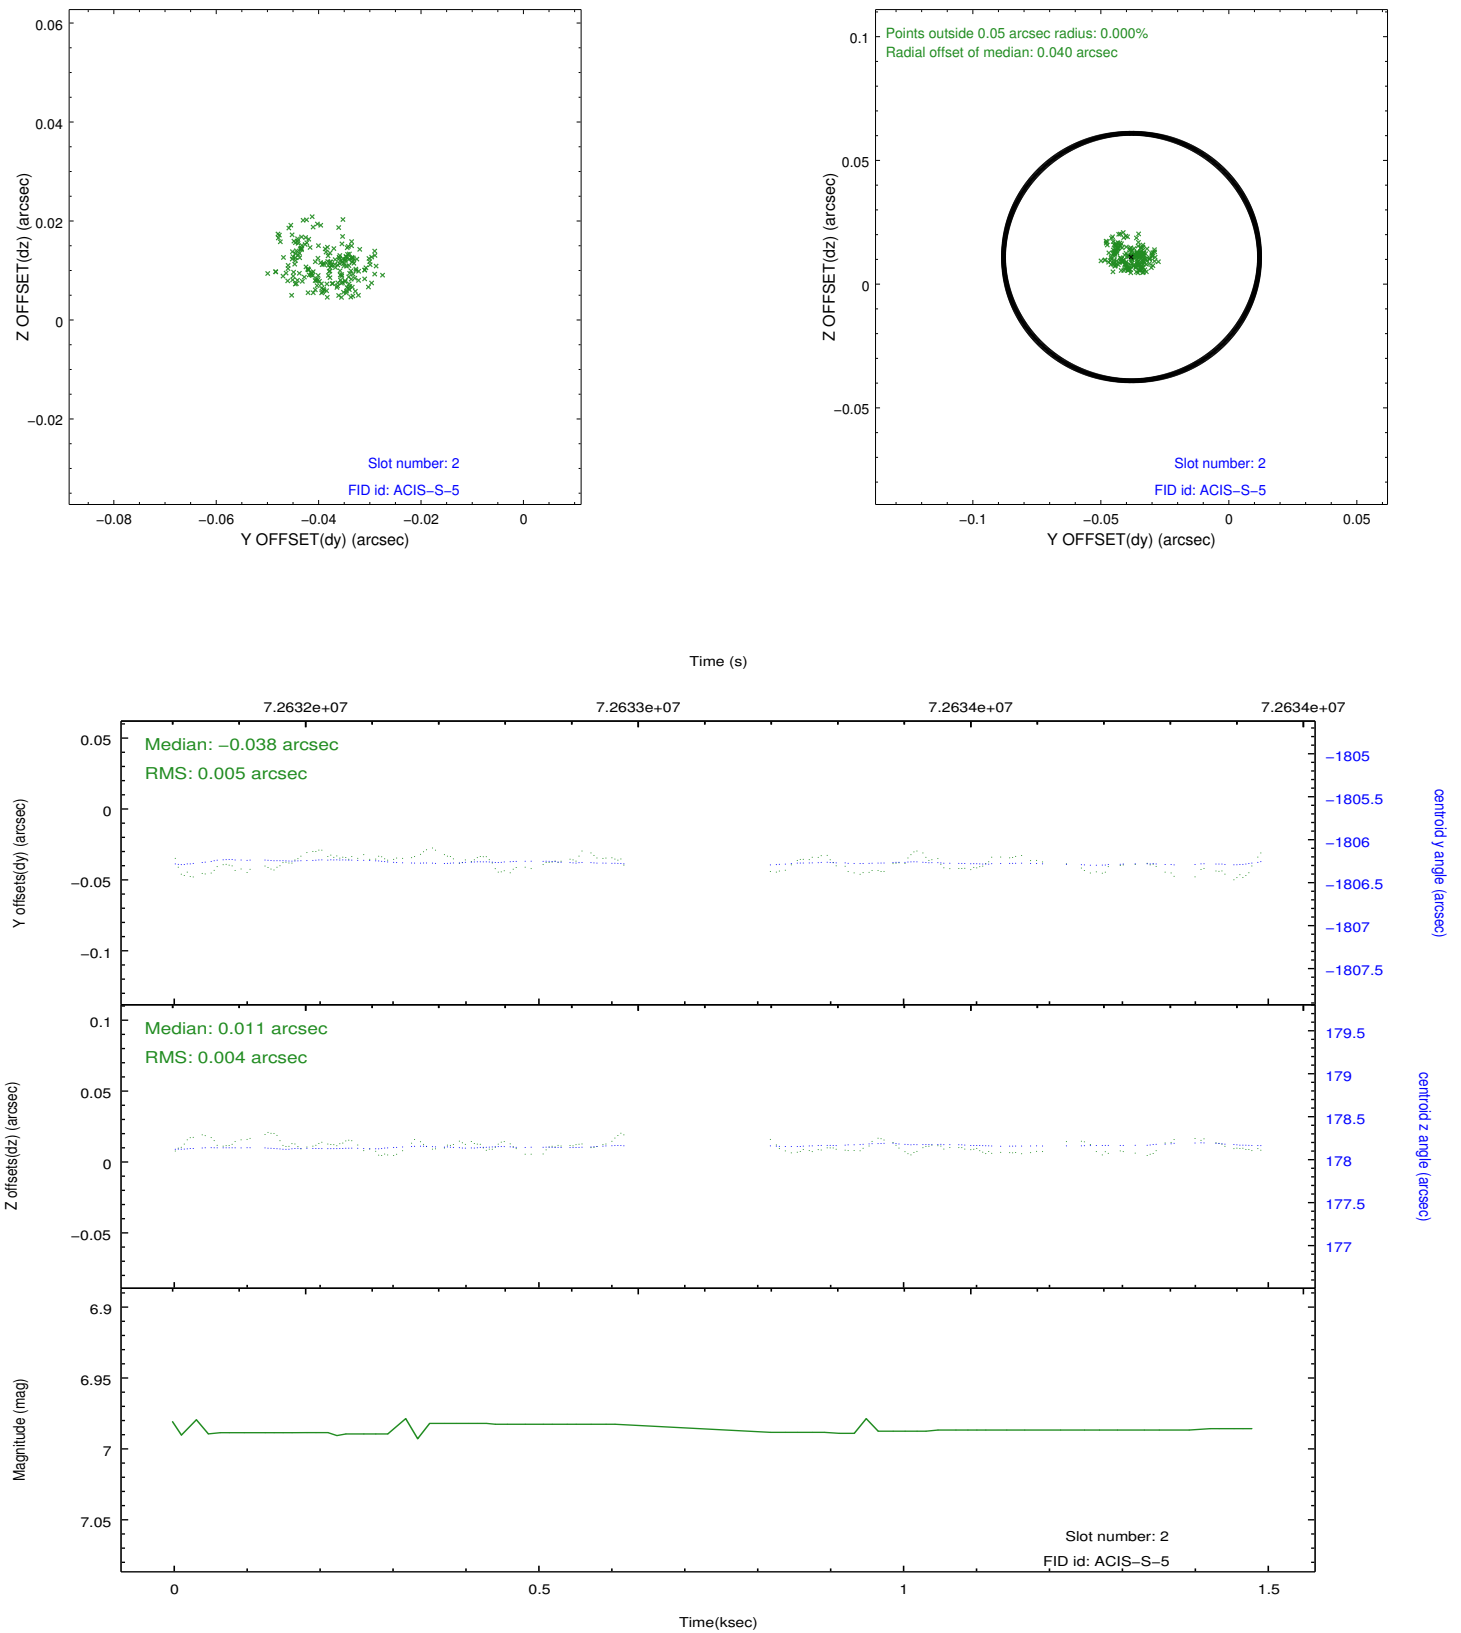 0.06
0.04
0.02
0
−0.02
Z OFFSET(dz) (arcsec)
Slot number: 2
FID id: ACIS−S−5
−0.08
−0.06
−0.04
−0.02
0
Y OFFSET(dy) (arcsec)
Points outside 0.05 arcsec radius: 0.000%
Radial offset of median: 0.040 arcsec
0.1
0.05
0
−0.05
Z OFFSET(dz) (arcsec)
Slot number: 2
FID id: ACIS−S−5
−0.1
−0.05
0
0.05
Y OFFSET(dy) (arcsec)
Time (s)
7.2632e+07
7.2633e+07
7.2634e+07
7.2634e+07
Median: −0.038 arcsec
RMS: 0.005 arcsec
0.05
0
−0.05
−0.1
Y offsets(dy) (arcsec)
−1805
−1805.5
−1806
−1806.5
−1807
−1807.5
centroid y angle (arcsec)
Median: 0.011 arcsec
RMS: 0.004 arcsec
0.1
0.05
0
−0.05
Z offsets(dz) (arcsec)
179.5
179
178.5
178
177.5
177
centroid z angle (arcsec)
6.9
6.95
7
7.05
Magnitude (mag)
Slot number: 2
FID id: ACIS−S−5
0
0.5
1
1.5
Time(ksec)